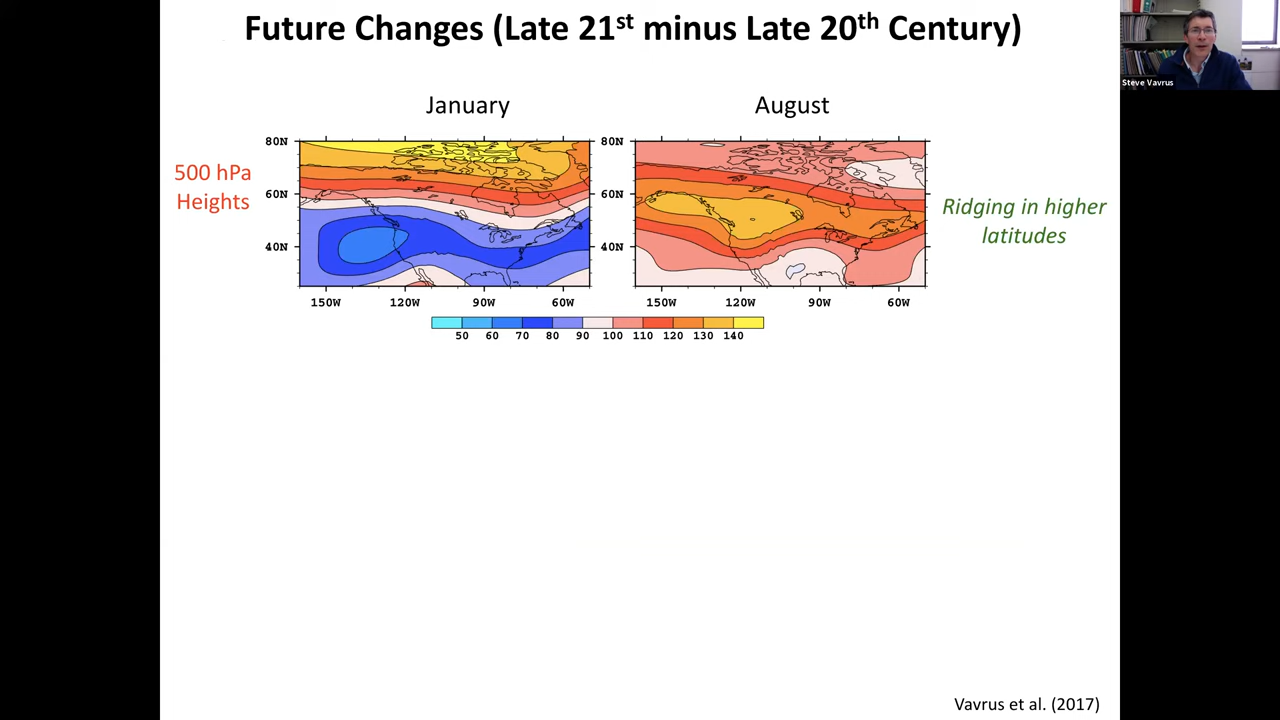 Future Changes (Late 21st minus Late 20th Century)
Steve Vavrus
January
August
500 hPa
Heights
80N
60N
40N
150W 120W 90W 60W
80N
60N
40N
150W 120W 90W 60W
Ridging in higher
latitudes
50 60 70 80 90 100 110 120 130 140
Vavrus et al. (2017)